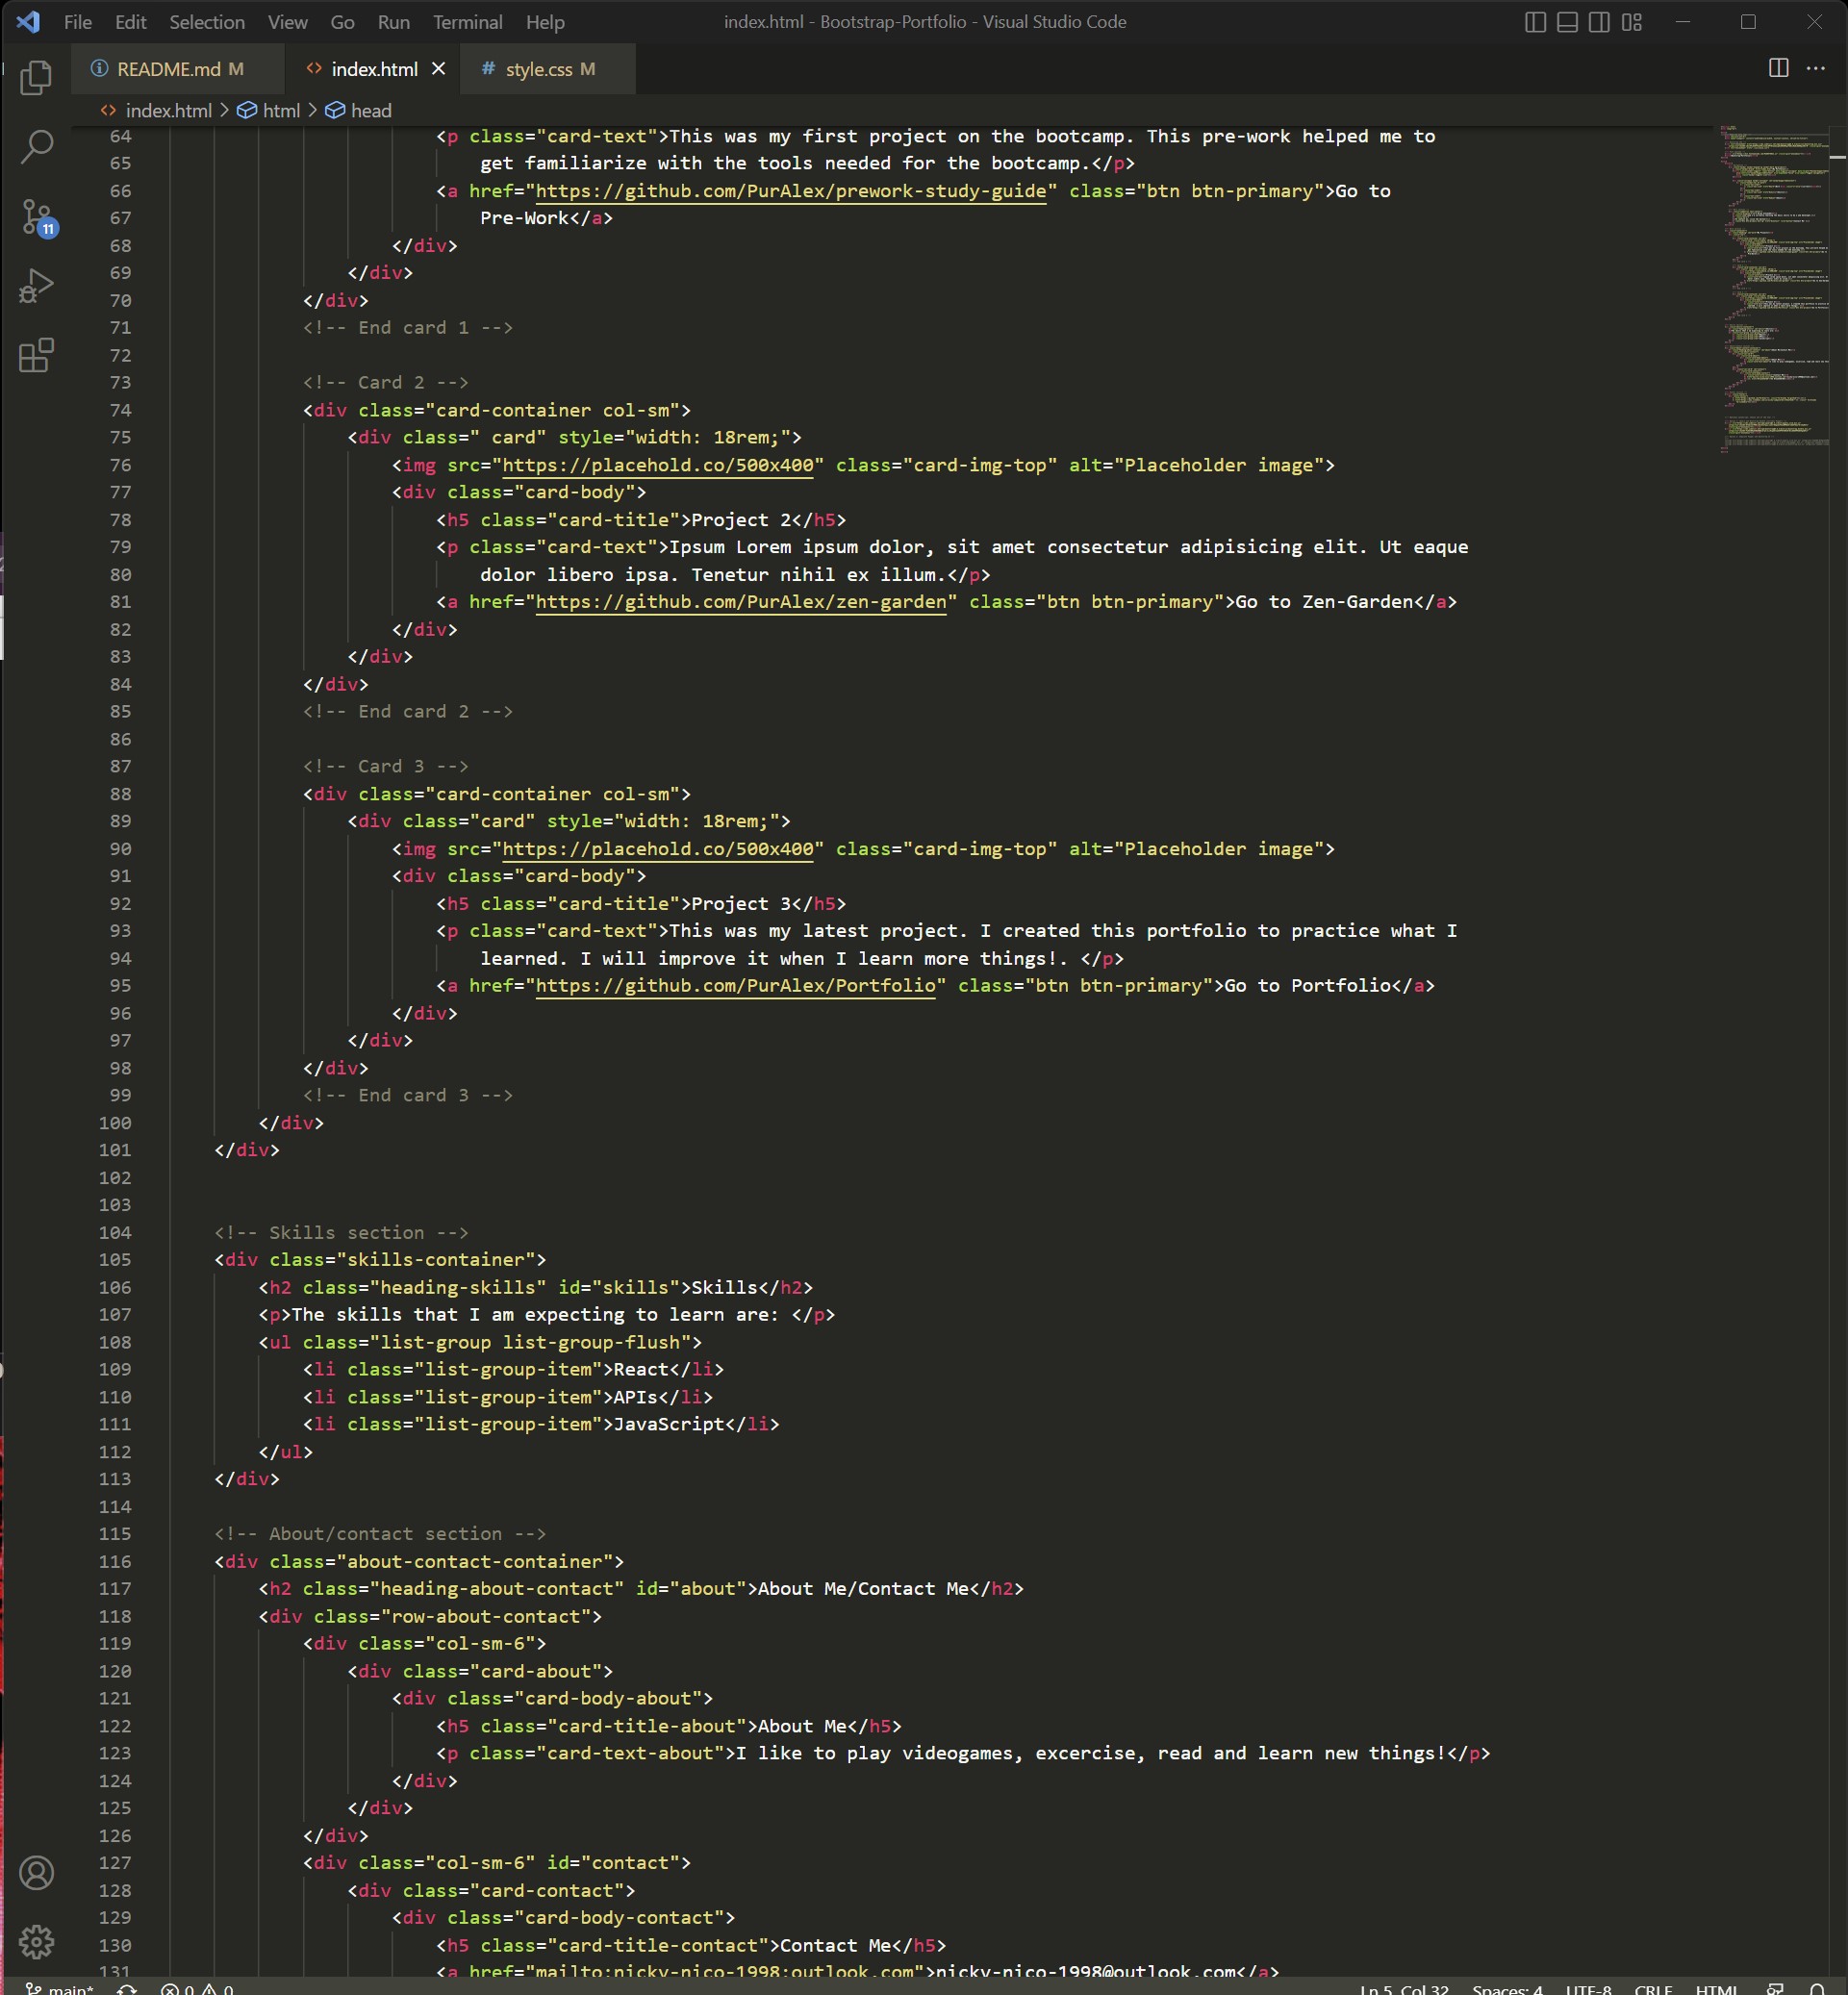 File Edit Selection View Go Run Terminal Help index.html - Bootstrap-Portfolio - Visual Studio Code
README.md M <> index.html # style.css M
<> index.html > html > head
11
64 <p class="card-text">This was my first project on the bootcamp. This pre-work helped me to
65 get familiarize with the tools needed for the bootcamp.</p>
66 <a href="https://github.com/PurAlex/prework-study-guide" class="btn btn-primary">Go to
67 Pre-Work</a>
68 </div>
69 </div>
70 </div>
71 <!-- End card 1 -->
72
73 <!-- Card 2 -->
74 <div class="card-container col-sm">
75 <div class=" card" style="width: 18rem;">
76 <img src="https://placehold.co/500x400" class="card-img-top" alt="Placeholder image">
77 <div class="card-body">
78 <h5 class="card-title">Project 2</h5>
79 <p class="card-text">Ipsum Lorem ipsum dolor, sit amet consectetur adipisicing elit. Ut eaque
80 dolor libero ipsa. Tenetur nihil ex illum.</p>
81 <a href="https://github.com/PurAlex/zen-garden" class="btn btn-primary">Go to Zen-Garden</a>
82 </div>
83 </div>
84 </div>
85 <!-- End card 2 -->
86
87 <!-- Card 3 -->
88 <div class="card-container col-sm">
89 <div class="card" style="width: 18rem;">
90 <img src="https://placehold.co/500x400" class="card-img-top" alt="Placeholder image">
91 <div class="card-body">
92 <h5 class="card-title">Project 3</h5>
93 <p class="card-text">This was my latest project. I created this portfolio to practice what I
94 learned. I will improve it when I learn more things!. </p>
95 <a href="https://github.com/PurAlex/Portfolio" class="btn btn-primary">Go to Portfolio</a>
96 </div>
97 </div>
98 </div>
99 <!-- End card 3 -->
100 </div>
101 </div>
102
103
104 <!-- Skills section -->
105 <div class="skills-container">
106 <h2 class="heading-skills" id="skills">Skills</h2>
107 <p>The skills that I am expecting to learn are: </p>
108 <ul class="list-group list-group-flush">
109 <li class="list-group-item">React</li>
110 <li class="list-group-item">APIs</li>
111 <li class="list-group-item">JavaScript</li>
112 </ul>
113 </div>
114
115 <!-- About/contact section -->
116 <div class="about-contact-container">
117 <h2 class="heading-about-contact" id="about">About Me/Contact Me</h2>
118 <div class="row-about-contact">
119 <div class="col-sm-6">
120 <div class="card-about">
121 <div class="card-body-about">
122 <h5 class="card-title-about">About Me</h5>
123 <p class="card-text-about">I like to play videogames, excercise, read and learn new things!</p>
124 </div>
125 </div>
126 </div>
127 <div class="col-sm-6" id="contact">
128 <div class="card-contact">
129 <div class="card-body-contact">
130 <h5 class="card-title-contact">Contact Me</h5>
131 <a href="mailto:nicky-nico-1998:outlook.com">nicky-nico-1998@outlook.com</a>
main* 0 0 Ln 5, Col 32 Spaces: 4 UTF-8 CRLF HTML